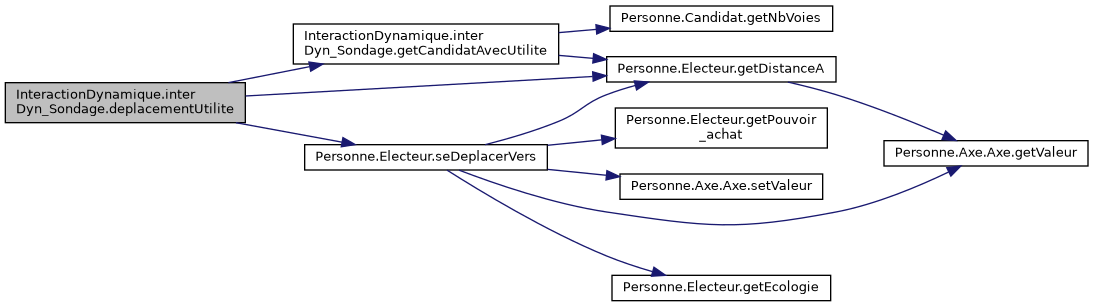 InteractionDynamique.inter
Dyn_Sondage.deplacementUtilite
InteractionDynamique.inter
Dyn_Sondage.getCandidatAvecUtilite
Personne.Electeur.seDeplacerVers
Personne.Candidat.getNbVoies
Personne.Electeur.getDistanceA
Personne.Electeur.getPouvoir
_achat
Personne.Axe.Axe.setValeur
Personne.Electeur.getEcologie
Personne.Axe.Axe.getValeur